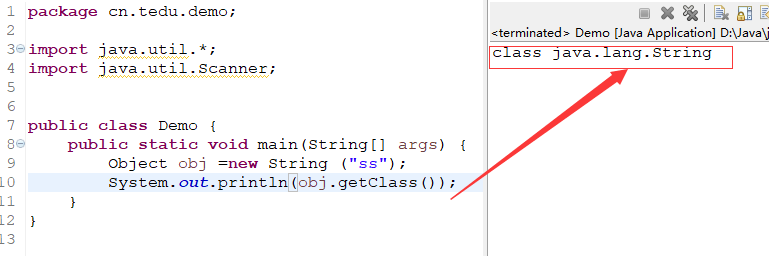 1 package cn.tedu.demo;
2
3 import java.util.*;
4 import java.util.Scanner;
5
6
7 public class Demo {
8 public static void main(String[] args) {
9 Object obj =new String ("ss");
10 System.out.println(obj.getClass());
11 }
12 }
13
<terminated> Demo [Java Application] D:\Java\j
class java.lang.String